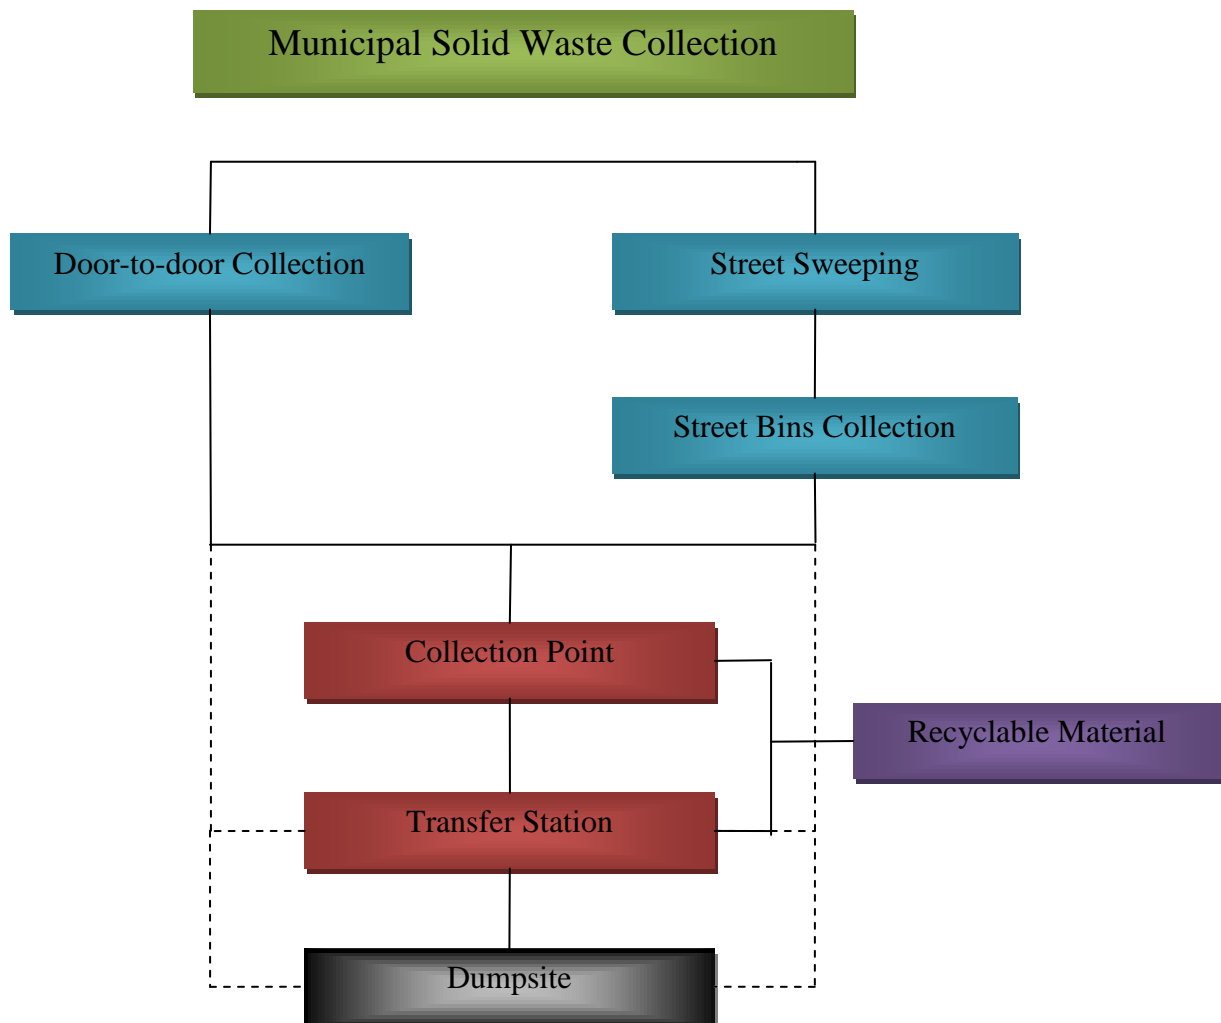 Municipal Solid Waste Collection
Door-to-door Collection
Street Sweeping
Street Bins Collection
Collection Point
Recyclable Material
Transfer Station
Dumpsite